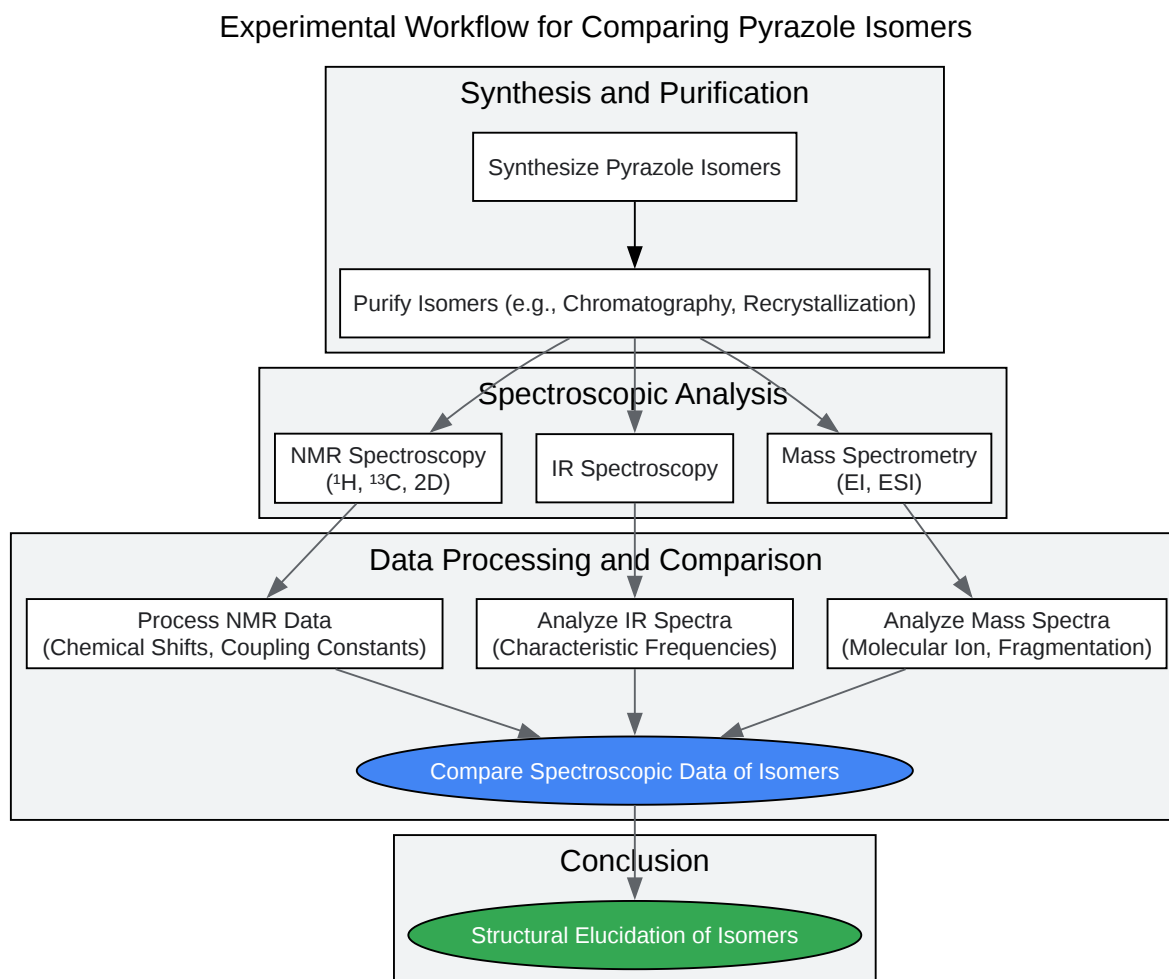 Experimental Workflow for Comparing Pyrazole Isomers
Synthesis and Purification
Synthesize Pyrazole Isomers
Purify Isomers (e.g., Chromatography, Recrystallization)
Spectroscopic Analysis
NMR Spectroscopy
(¹H, ¹³C, 2D)
IR Spectroscopy
Mass Spectrometry
(EI, ESI)
Data Processing and Comparison
Process NMR Data
(Chemical Shifts, Coupling Constants)
Analyze IR Spectra
(Characteristic Frequencies)
Analyze Mass Spectra
(Molecular Ion, Fragmentation)
Compare Spectroscopic Data of Isomers
Conclusion
Structural Elucidation of Isomers